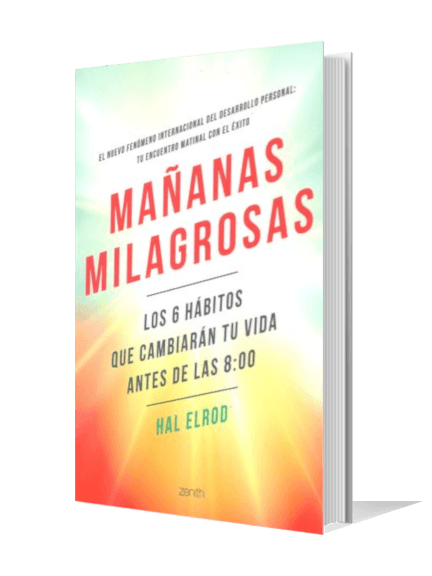 EL NUEVO FENÓMENO INTERNACIONAL DEL DESARROLLO PERSONAL:
TU ENCUENTRO MATINAL CON EL ÉXITO
MAÑANAS
MILAGROSAS
LOS 6 HÁBITOS
QUE CAMBIARÁN TU VIDA
ANTES DE LAS 8:00
HAL ELROD
zenith